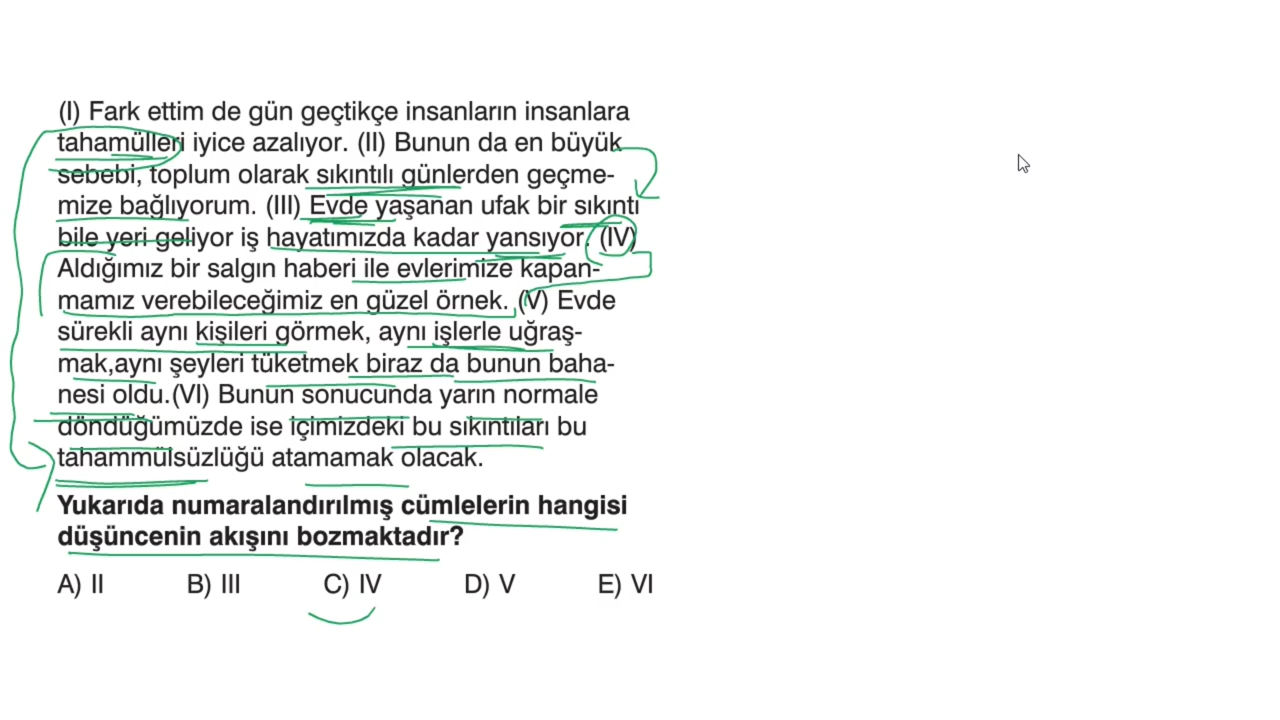 (I) Fark ettim de gün geçtikçe insanların insanlara
tahamülleri iyice azalıyor. (II) Bunun da en büyük
sebebi, toplum olarak sıkıntılı günlerden geçme-
mize bağlıyorum. (III) Evde yaşanan ufak bir sıkıntı
bile yeri geliyor iş hayatımızda kadar yansıyor. (IV)
Aldığımız bir salgın haberi ile evlerimize kapan-
mamız verebileceğimiz en güzel örnek. (V) Evde
sürekli aynı kişileri görmek, aynı işlerle uğraş-
mak,aynı şeyleri tüketmek biraz da bunun baha-
nesi oldu.(VI) Bunun sonucunda yarın normale
döndüğümüzde ise içimizdeki bu sıkıntıları bu
tahammülsüzlüğü atamamak olacak.
Yukarıda numaralandırılmış cümlelerin hangisi
düşüncenin akışını bozmaktadır?
A) II B) III C) IV D) V E) VI